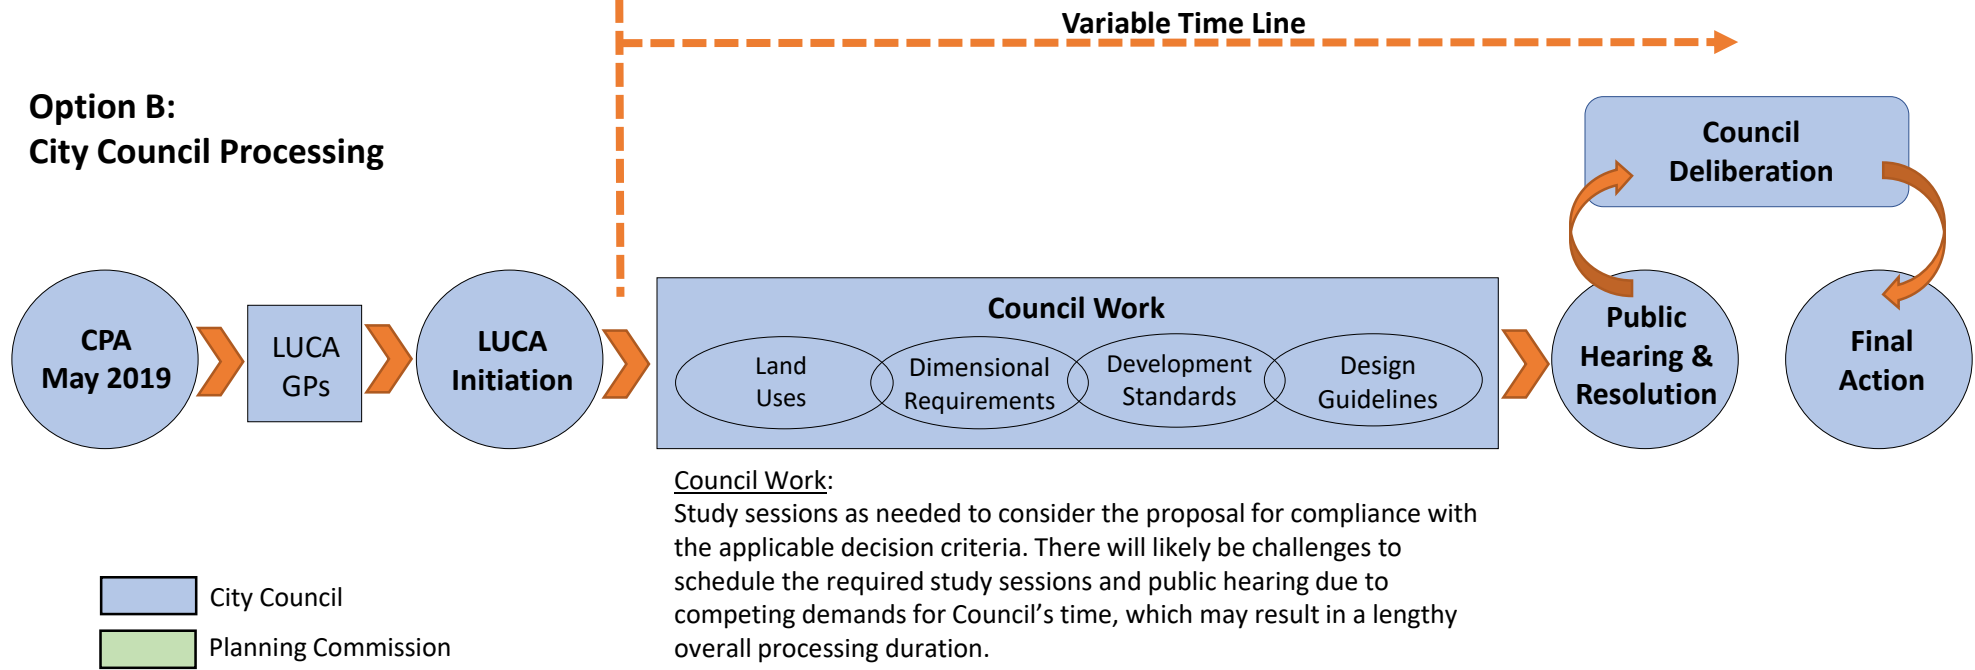 Variable Time Line
Option B:
City Council Processing
Council
Deliberation
CPA
May 2019
LUCA
GPs
LUCA
Initiation
Council Work
Land
Uses
Dimensional
Requirements
Development
Standards
Design
Guidelines
Public
Hearing &
Resolution
Final
Action
Council Work:
Study sessions as needed to consider the proposal for compliance with
the applicable decision criteria. There will likely be challenges to
schedule the required study sessions and public hearing due to
competing demands for Council’s time, which may result in a lengthy
overall processing duration.
City Council
Planning Commission